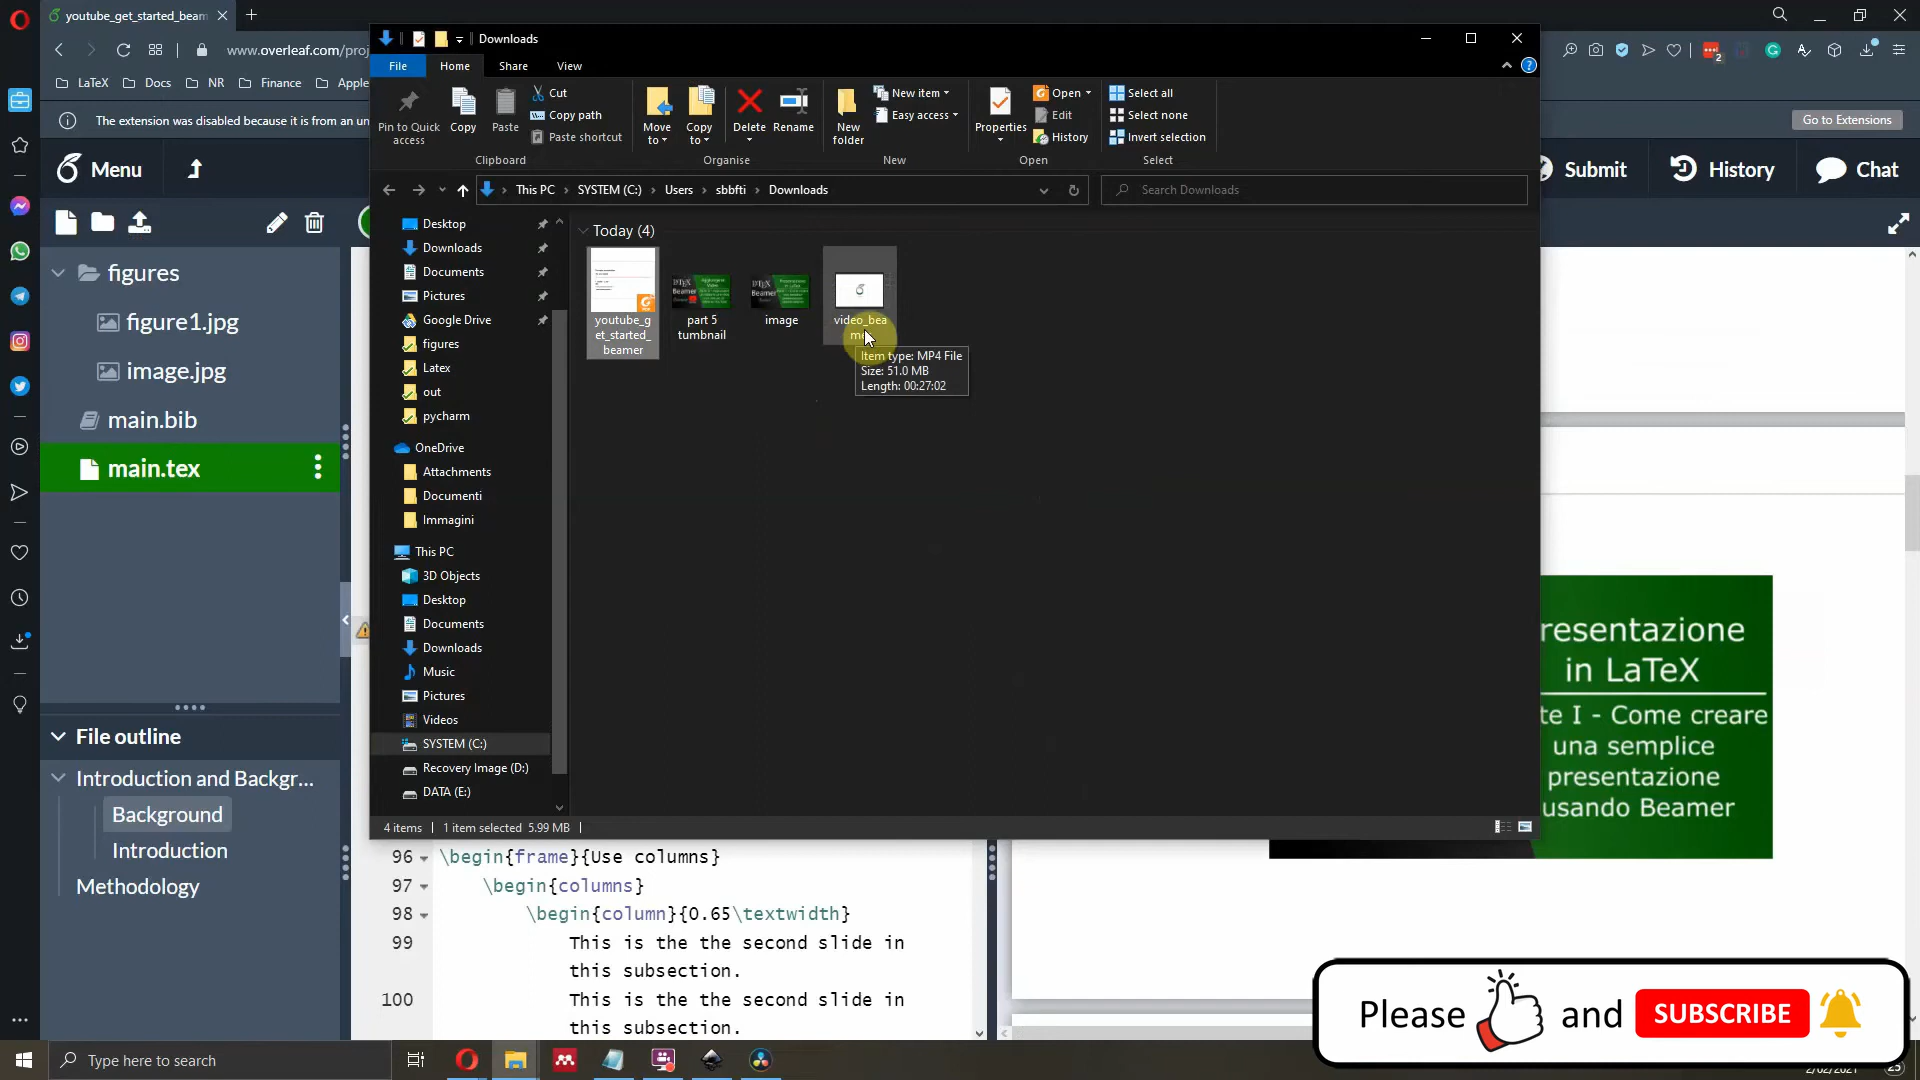 youtube_get_started_beam
www.overleaf.com/proj
LaTeX
Docs
NR
Finance
Apple
The extension was disabled because it is from an un
Go to Extensions
Menu
Submit
History
Chat
figures
figure1.jpg
image.jpg
main.bib
main.tex
File outline
Introduction and Backgr...
Background
Introduction
Methodology
Downloads
File
Home
Share
View
Pin to Quick
access
Copy
Paste
Cut
Copy path
Paste shortcut
Clipboard
Move
to
Copy
to
Delete
Rename
Organise
New
folder
New item
Easy access
New
Properties
Open
Edit
History
Open
Select all
Select none
Invert selection
Select
This PC
SYSTEM (C:)
Users
sbbfti
Downloads
Search Downloads
Desktop
Downloads
Documents
Pictures
Google Drive
figures
Latex
out
pycharm
OneDrive
Attachments
Documenti
Immagini
This PC
3D Objects
Desktop
Documents
Downloads
Music
Pictures
Videos
SYSTEM (C:)
Recovery Image (D:)
DATA (E:)
Today (4)
youtube_g
et_started_
beamer
part 5
tumbnail
image
video_bea
Item type: MP4 File
Size: 51.0 MB
Length: 00:27:02
4 items
1 item selected 5.99 MB
96 \begin{frame}{Use columns}
97 \begin{columns}
98 \begin{column}{0.65\textwidth}
99 This is the the second slide in
this subsection.
100 This is the the second slide in
this subsection.
resentazione
in LaTeX
te I - Come creare
una semplice
presentazione
usando Beamer
Please and SUBSCRIBE
Type here to search